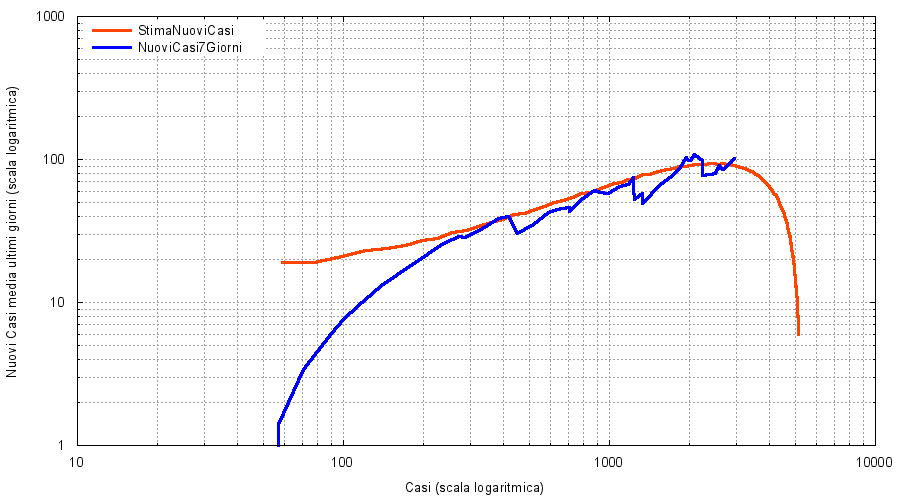 1000
StimaNuoviCasi
NuoviCasi7Giorni
100
Nuovi Casi media ultimi giorni (scala logaritmica)
10
1
10
100
1000
10000
Casi (scala logaritmica)